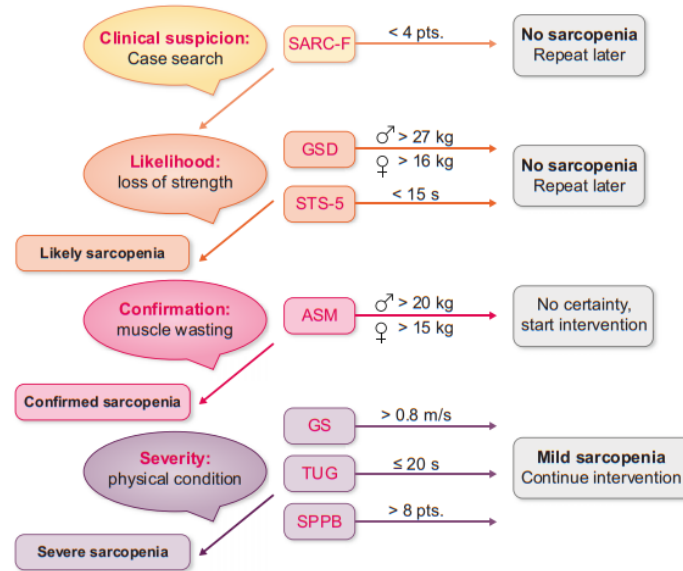 Clinical suspicion:
Case search
SARC-F
< 4 pts.
No sarcopenia
Repeat later
Likelihood:
loss of strength
GSD
♂ > 27 kg
♀ > 16 kg
STS-5
< 15 s
No sarcopenia
Repeat later
Likely sarcopenia
Confirmation:
muscle wasting
ASM
♂ > 20 kg
♀ > 15 kg
No certainty,
start intervention
Confirmed sarcopenia
Severity:
physical condition
GS
> 0.8 m/s
TUG
≤ 20 s
SPPB
> 8 pts.
Mild sarcopenia
Continue intervention
Severe sarcopenia